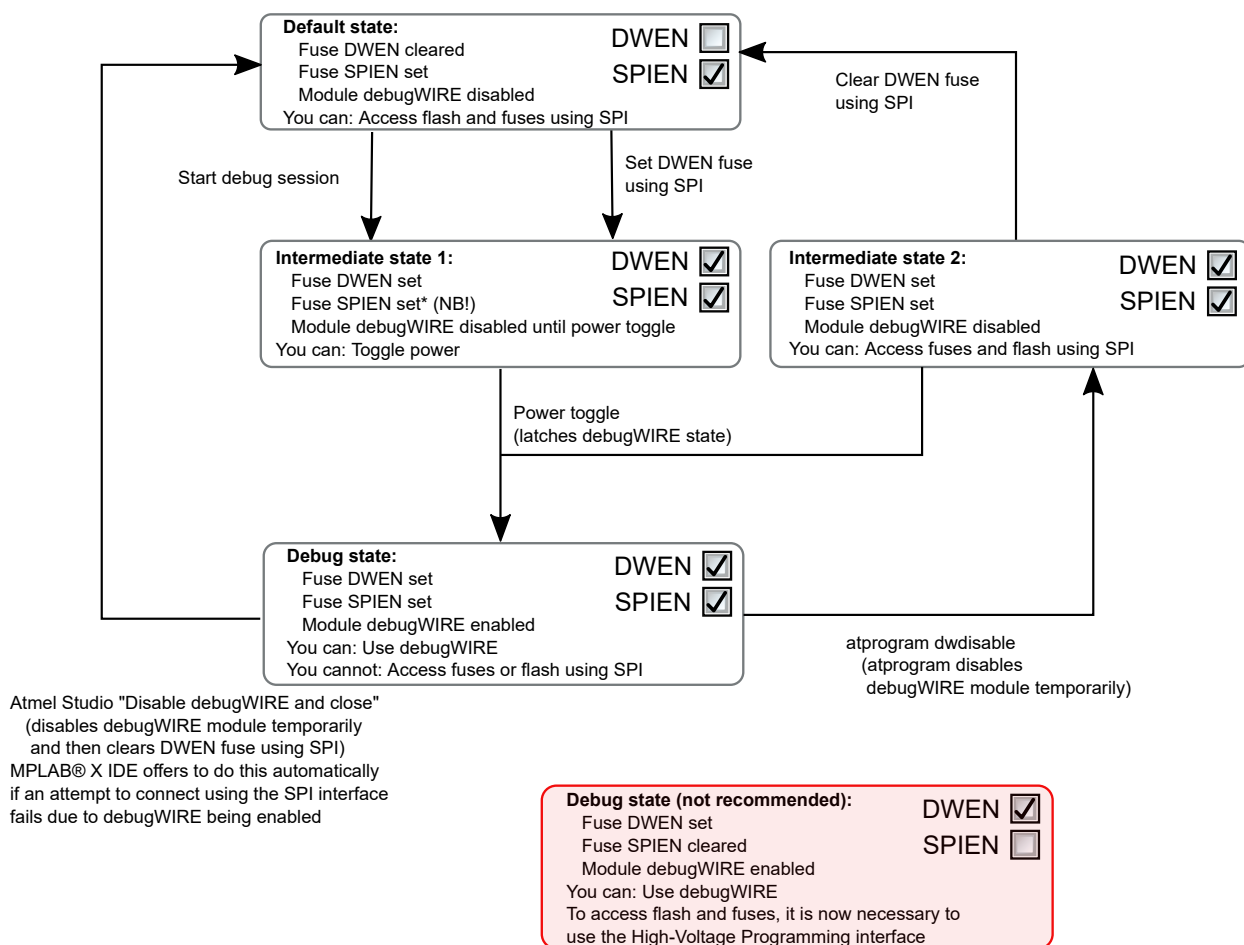 Default state:
Fuse DWEN cleared
Fuse SPIEN set
Module debugWIRE disabled
You can: Access flash and fuses using SPI
DWEN
SPIEN
Clear DWEN fuse
using SPI
Start debug session
Set DWEN fuse
using SPI
Intermediate state 1:
Fuse DWEN set
Fuse SPIEN set* (NB!)
Module debugWIRE disabled until power toggle
You can: Toggle power
DWEN
SPIEN
Intermediate state 2:
Fuse DWEN set
Fuse SPIEN set
Module debugWIRE disabled
You can: Access fuses and flash using SPI
DWEN
SPIEN
Power toggle
(latches debugWIRE state)
Debug state:
Fuse DWEN set
Fuse SPIEN set
Module debugWIRE enabled
You can: Use debugWIRE
You cannot: Access fuses or flash using SPI
DWEN
SPIEN
atprogram dwdisable
(atprogram disables
debugWIRE module temporarily)
Atmel Studio "Disable debugWIRE and close"
(disables debugWIRE module temporarily
and then clears DWEN fuse using SPI)
MPLAB® X IDE offers to do this automatically
if an attempt to connect using the SPI interface
fails due to debugWIRE being enabled
Debug state (not recommended):
Fuse DWEN set
Fuse SPIEN cleared
Module debugWIRE enabled
You can: Use debugWIRE
To access flash and fuses, it is now necessary to
use the High-Voltage Programming interface
DWEN
SPIEN